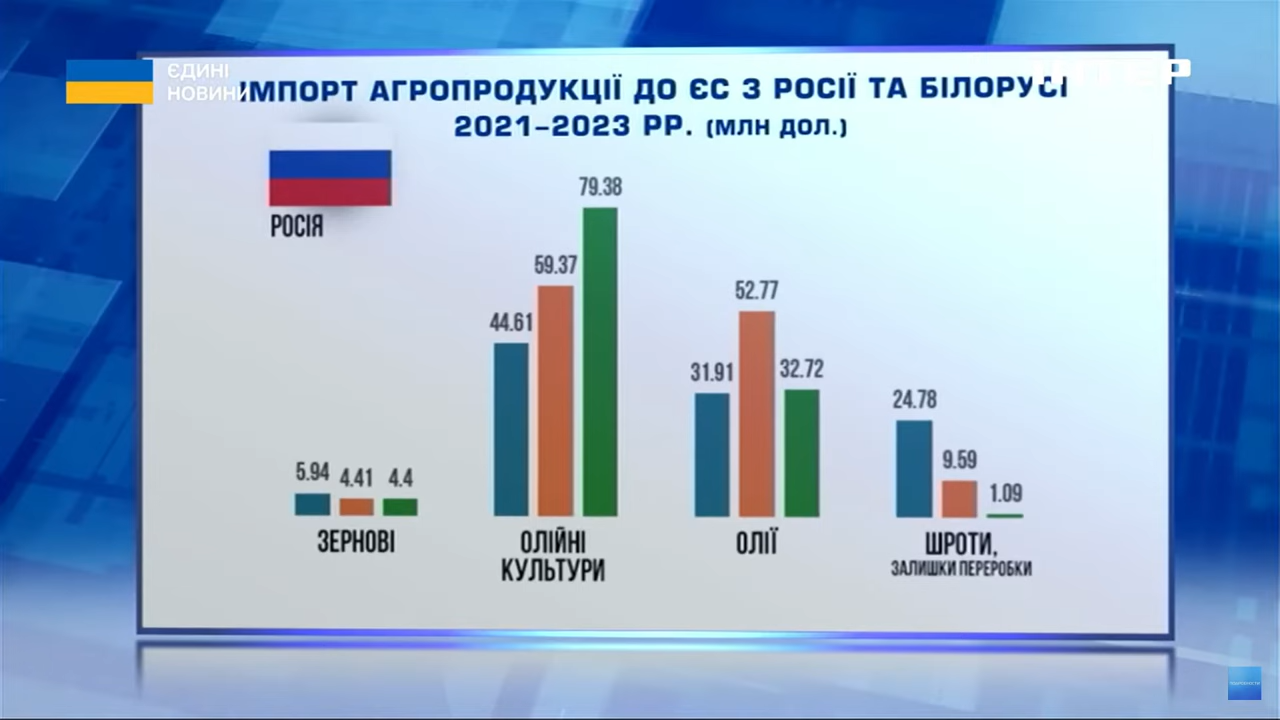 ЄДИНІ
НОВИНИ
ІМПОРТ АГРОПРОДУКЦІЇ ДО ЄС З РОСІЇ ТА БІЛОРУСІ
2021–2023 РР. (МЛН ДОЛ.)
ІНТЕР
РОСІЯ
5.94 4.41 4.4
44.61 59.37 79.38
31.91 52.77 32.72
24.78 9.59 1.09
ЗЕРНОВІ
ОЛІЙНІ
КУЛЬТУРИ
ОЛІЇ
ШРОТИ,
ЗАЛИШКИ ПЕРЕРОБКИ